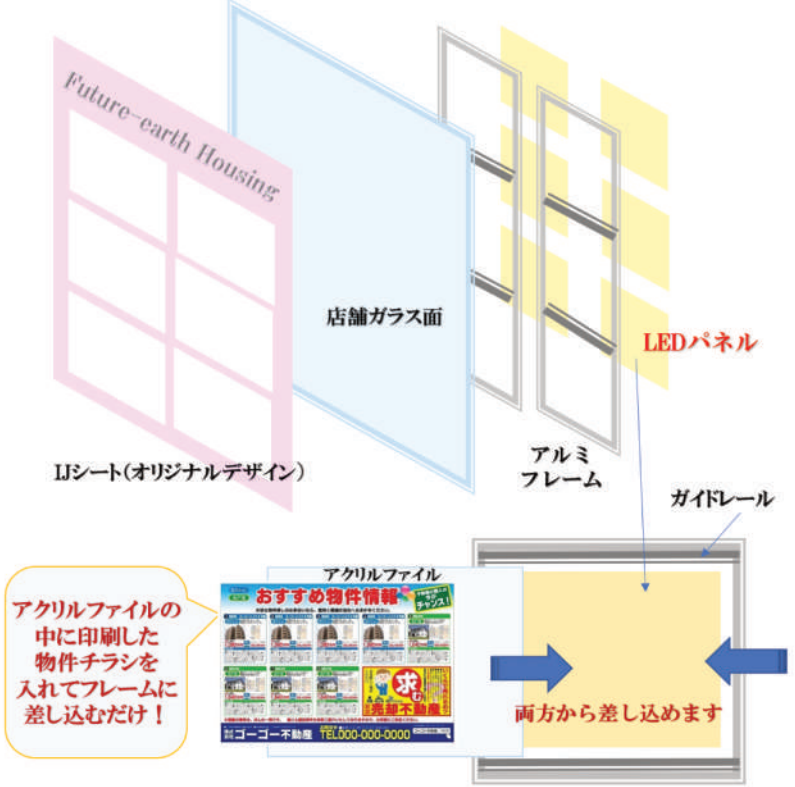 Future-earth Housing
店舗ガラス面
LEDパネル
IJシート(オリジナルデザイン)
アルミ
フレーム
ガイドレール
アクリルファイル
アクリルファイルの
中に印刷した
物件チラシを
入れてフレームに
差し込むだけ！
おすすめ物件情報
チャンス！
求む
売却不動産
ゴーゴー不動産
TEL000-000-0000
両方から差し込めます